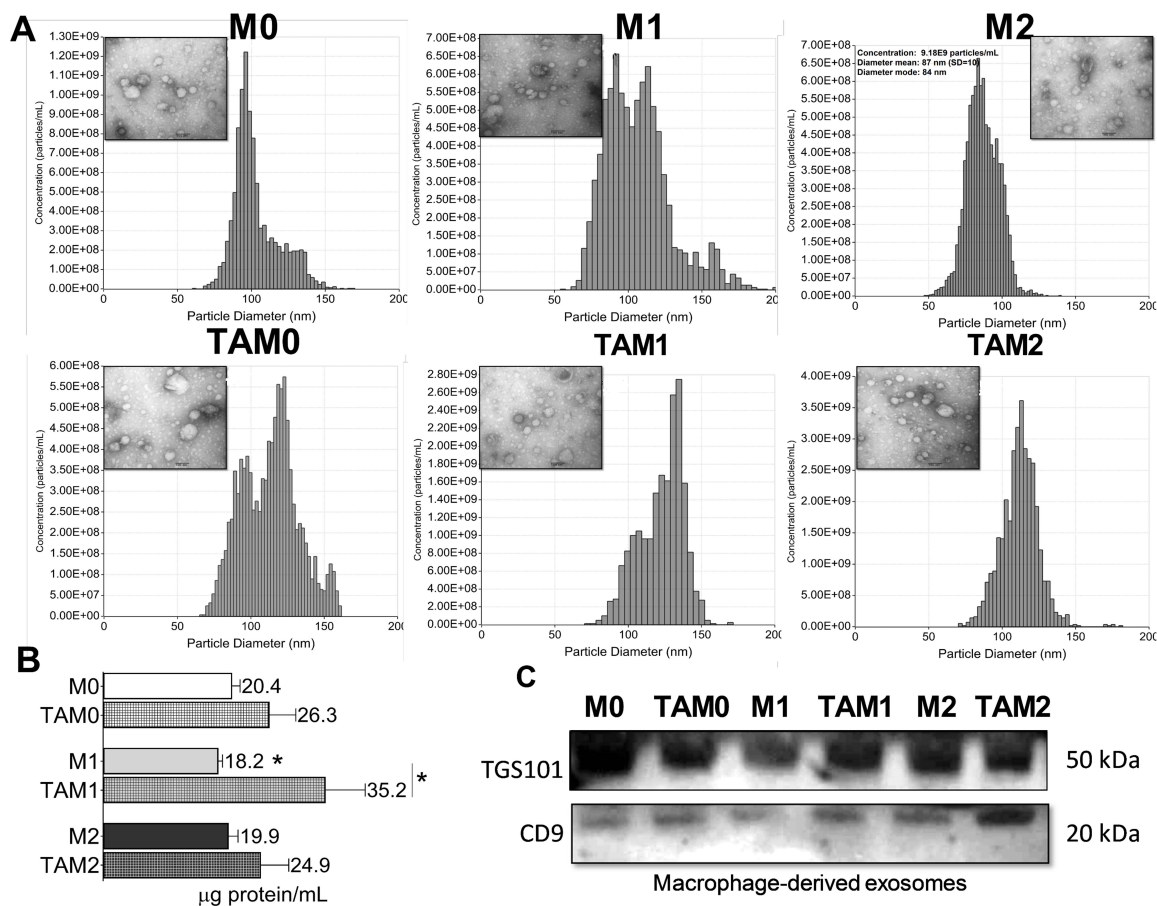 A
M0
M1
M2
Concentration (particles/mL)
1.30E+09
1.20E+09
1.10E+09
1.00E+09
9.00E+08
8.00E+08
7.00E+08
6.00E+08
5.00E+08
4.00E+08
3.00E+08
2.00E+08
1.00E+08
0.00E+00
0 50 100 150 200
Particle Diameter (nm)
Concentration (particles/mL)
7.00E+08
6.50E+08
6.00E+08
5.50E+08
5.00E+08
4.50E+08
4.00E+08
3.50E+08
3.00E+08
2.50E+08
2.00E+08
1.50E+08
1.00E+08
5.00E+07
0.00E+00
0 50 100 150 200
Particle Diameter (nm)
Concentration: 9.18E9 particles/mL
Diameter mean: 87 nm (SD=10)
Diameter mode: 84 nm
Concentration (particles/mL)
7.00E+08
6.50E+08
6.00E+08
5.50E+08
5.00E+08
4.50E+08
4.00E+08
3.50E+08
3.00E+08
2.50E+08
2.00E+08
1.50E+08
1.00E+08
5.00E+07
0.00E+00
0 50 100 150 200
Particle Diameter (nm)
TAM0
TAM1
TAM2
Concentration (particles/mL)
6.00E+08
5.50E+08
5.00E+08
4.50E+08
4.00E+08
3.50E+08
3.00E+08
2.50E+08
2.00E+08
1.50E+08
1.00E+08
5.00E+07
0.00E+00
0 50 100 150 200
Particle Diameter (nm)
Concentration (particles/mL)
2.80E+09
2.60E+09
2.40E+09
2.20E+09
2.00E+09
1.80E+09
1.60E+09
1.40E+09
1.20E+09
1.00E+09
8.00E+08
6.00E+08
4.00E+08
2.00E+08
0.00E+00
0 50 100 150 200
Particle Diameter (nm)
Concentration (particles/mL)
4.00E+09
3.50E+09
3.00E+09
2.50E+09
2.00E+09
1.50E+09
1.00E+09
5.00E+08
0.00E+00
0 50 100 150 200
Particle Diameter (nm)
B
M0 20.4
TAM0 26.3
M1 18.2 *
TAM1 35.2 *
M2 19.9
TAM2 24.9
µg protein/mL
C
M0 TAM0 M1 TAM1 M2 TAM2
TGS101 50 kDa
CD9 20 kDa
Macrophage-derived exosomes